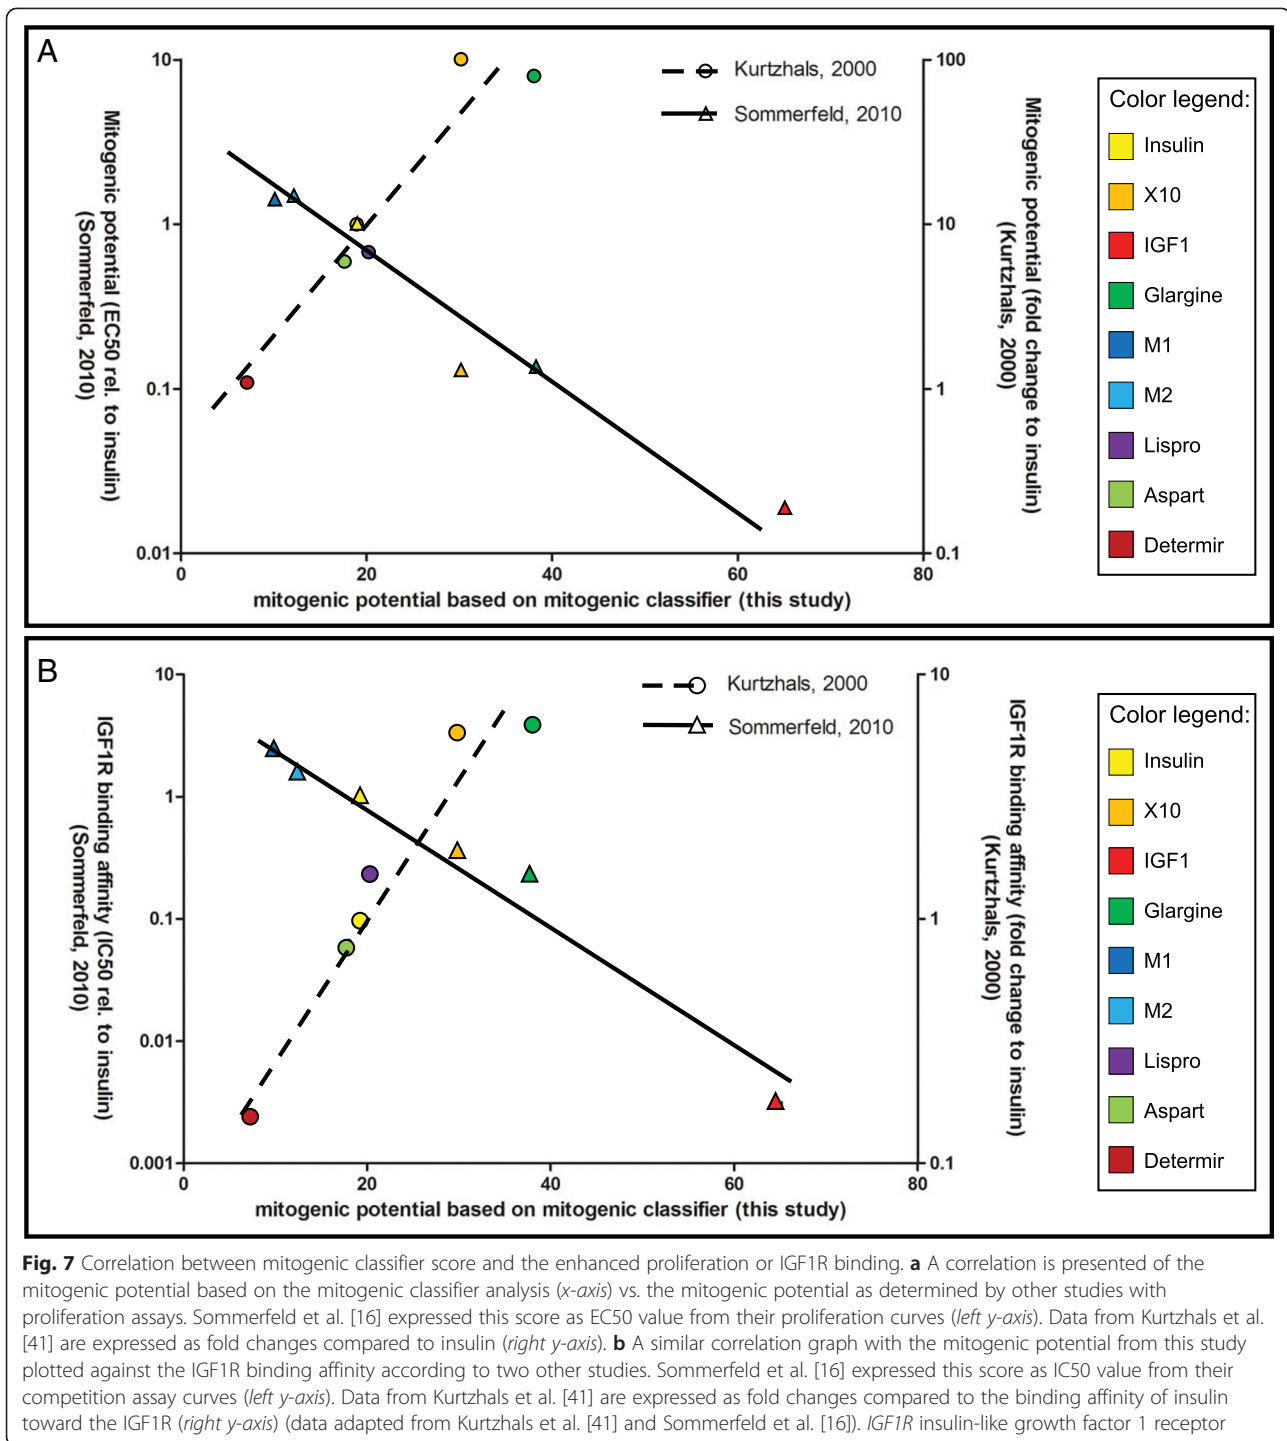 A
Kurtzhals, 2000
Sommerfeld, 2010
10
1
0.1
0.01
Mitogenic potential (EC50 rel. to insulin)
(Sommerfeld, 2010)
100
10
1
0.1
Mitogenic potential (fold change to insulin)
(Kurtzhals, 2000)
0 20 40 60 80
mitogenic potential based on mitogenic classifier (this study)
Color legend:
Insulin
X10
IGF1
Glargine
M1
M2
Lispro
Aspart
Determir
B
Kurtzhals, 2000
Sommerfeld, 2010
10
1
0.1
0.01
0.001
IGF1R binding affinity (IC50 rel. to insulin)
(Sommerfeld, 2010)
10
1
0.1
IGF1R binding affinity (fold change to insulin)
(Kurtzhals, 2000)
0 20 40 60 80
mitogenic potential based on mitogenic classifier (this study)
Color legend:
Insulin
X10
IGF1
Glargine
M1
M2
Lispro
Aspart
Determir
Fig. 7 Correlation between mitogenic classifier score and the enhanced proliferation or IGF1R binding. a A correlation is presented of the
mitogenic potential based on the mitogenic classifier analysis (x-axis) vs. the mitogenic potential as determined by other studies with
proliferation assays. Sommerfeld et al. [16] expressed this score as EC50 value from their proliferation curves (left y-axis). Data from Kurtzhals et al.
[41] are expressed as fold changes compared to insulin (right y-axis). b A similar correlation graph with the mitogenic potential from this study
plotted against the IGF1R binding affinity according to two other studies. Sommerfeld et al. [16] expressed this score as IC50 value from their
competition assay curves (left y-axis). Data from Kurtzhals et al. [41] are expressed as fold changes compared to the binding affinity of insulin
toward the IGF1R (right y-axis) (data adapted from Kurtzhals et al. [41] and Sommerfeld et al. [16]). IGF1R insulin-like growth factor 1 receptor